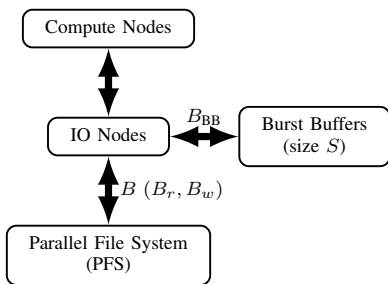 Compute Nodes
B_BB
IO Nodes
Burst Buffers
(size S)
B (B_r, B_w)
Parallel File System
(PFS)